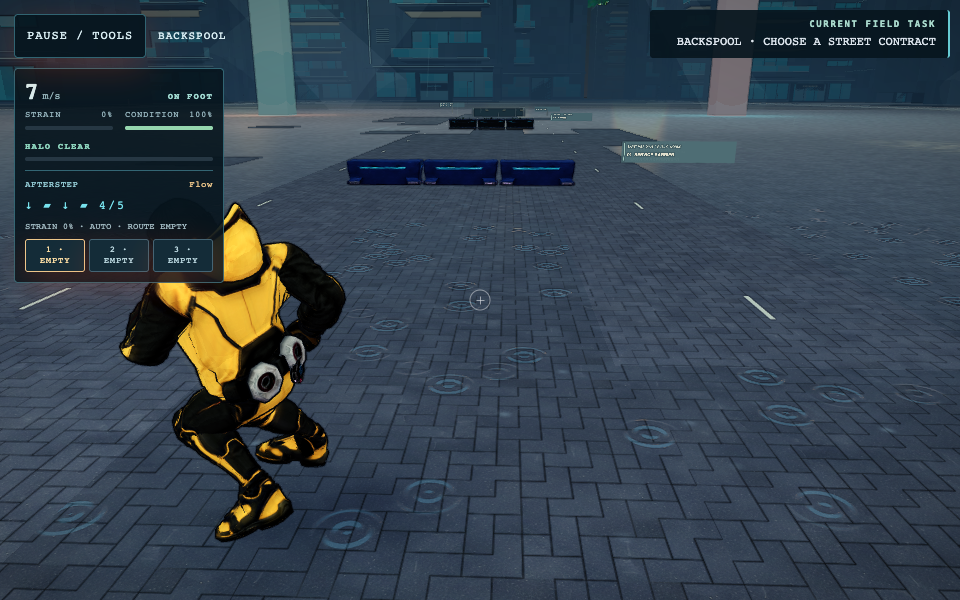 PAUSE / TOOLS
BACKSPOOL
CURRENT FIELD TASK
BACKSPOOL · CHOOSE A STREET CONTRACT
7 m/s
ON FOOT
STRAIN 0%
CONDITION 100%
HALO CLEAR
AFTERSTEP
Flow
↓ ▰ ↓ ▰ 4/5
STRAIN 0% · AUTO · ROUTE EMPTY
1 · EMPTY
2 · EMPTY
3 · EMPTY